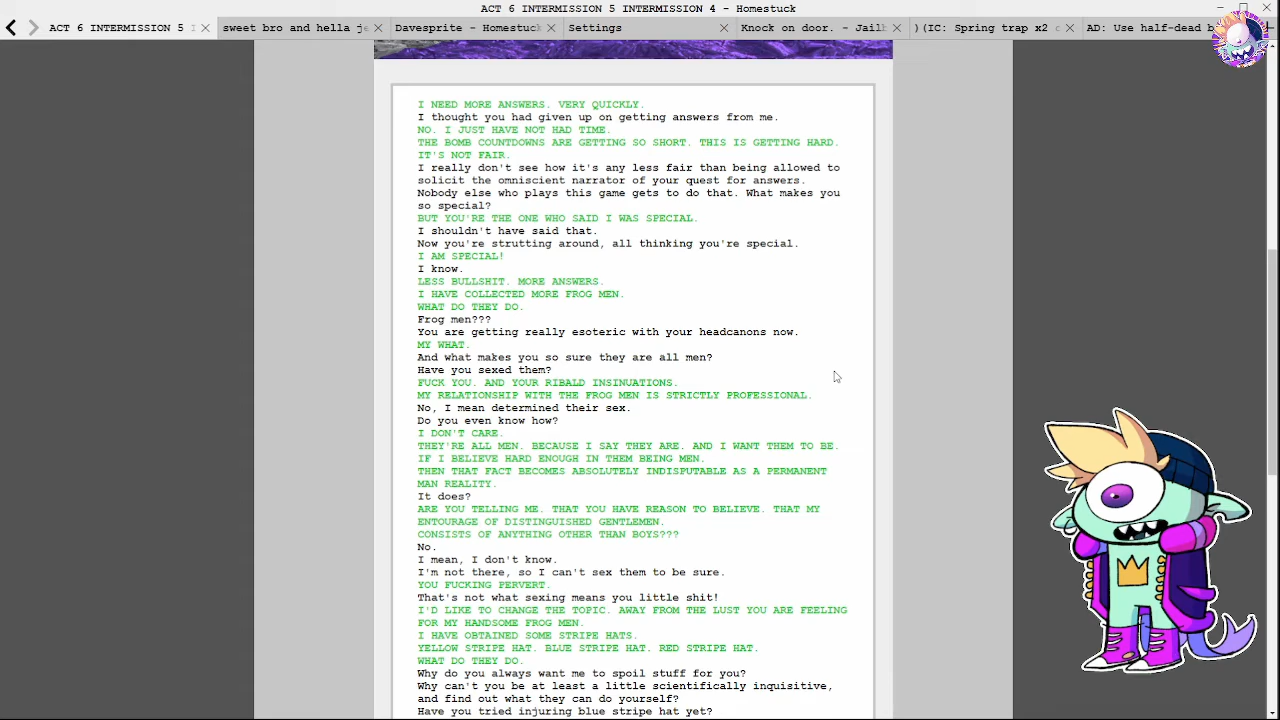 ACT 6 INTERMISSION 5 INTERMISSION 4 - Homestuck
ACT 6 INTERMISSION 5 I
sweet bro and hella je
Davesprite - Homestuck
Settings
Knock on door. - Jailb
)(IC: Spring trap x2 c
AD: Use half-dead
I NEED MORE ANSWERS. VERY QUICKLY.
I thought you had given up on getting answers from me.
NO. I JUST HAVE NOT HAD TIME.
THE BOMB COUNTDOWNS ARE GETTING SO SHORT. THIS IS GETTING HARD.
IT'S NOT FAIR.
I really don't see how it's any less fair than being allowed to
solicit the omniscient narrator of your quest for answers.
Nobody else who plays this game gets to do that. What makes you
so special?
BUT YOU'RE THE ONE WHO SAID I WAS SPECIAL.
I shouldn't have said that.
Now you're strutting around, all thinking you're special.
I AM SPECIAL!
I know.
LESS BULLSHIT. MORE ANSWERS.
I HAVE COLLECTED MORE FROG MEN.
WHAT DO THEY DO.
Frog men???
You are getting really esoteric with your headcanons now.
MY WHAT.
And what makes you so sure they are all men?
Have you sexed them?
FUCK YOU. AND YOUR RIBALD INSINUATIONS.
MY RELATIONSHIP WITH THE FROG MEN IS STRICTLY PROFESSIONAL.
No, I mean determined their sex.
Do you even know how?
I DON'T CARE.
THEY'RE ALL MEN. BECAUSE I SAY THEY ARE. AND I WANT THEM TO BE.
IF I BELIEVE HARD ENOUGH IN THEM BEING MEN.
THEN THAT FACT BECOMES ABSOLUTELY INDISPUTABLE AS A PERMANENT
MAN REALITY.
It does?
ARE YOU TELLING ME. THAT YOU HAVE REASON TO BELIEVE. THAT MY
ENTOURAGE OF DISTINGUISHED GENTLEMEN.
CONSISTS OF ANYTHING OTHER THAN BOYS???
No.
I mean, I don't know.
I'm not there, so I can't sex them to be sure.
YOU FUCKING PERVERT.
That's not what sexing means you little shit!
I'D LIKE TO CHANGE THE TOPIC. AWAY FROM THE LUST YOU ARE FEELING
FOR MY HANDSOME FROG MEN.
I HAVE OBTAINED SOME STRIPE HATS.
YELLOW STRIPE HAT. BLUE STRIPE HAT. RED STRIPE HAT.
WHAT DO THEY DO.
Why do you always want me to spoil stuff for you?
Why can't you be at least a little scientifically inquisitive,
and find out what they can do yourself?
Have you tried injuring blue stripe hat yet?